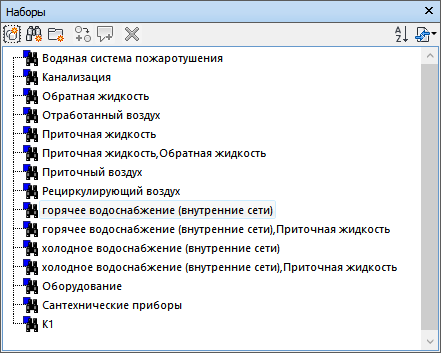 Наборы
Водяная система пожаротушения
Канализация
Обратная жидкость
Отработанный воздух
Приточная жидкость
Приточная жидкость,Обратная жидкость
Приточный воздух
Рециркулирующий воздух
горячее водоснабжение (внутренние сети)
горячее водоснабжение (внутренние сети),Приточная жидкость
холодное водоснабжение (внутренние сети)
холодное водоснабжение (внутренние сети),Приточная жидкость
Оборудование
Сантехнические приборы
К1